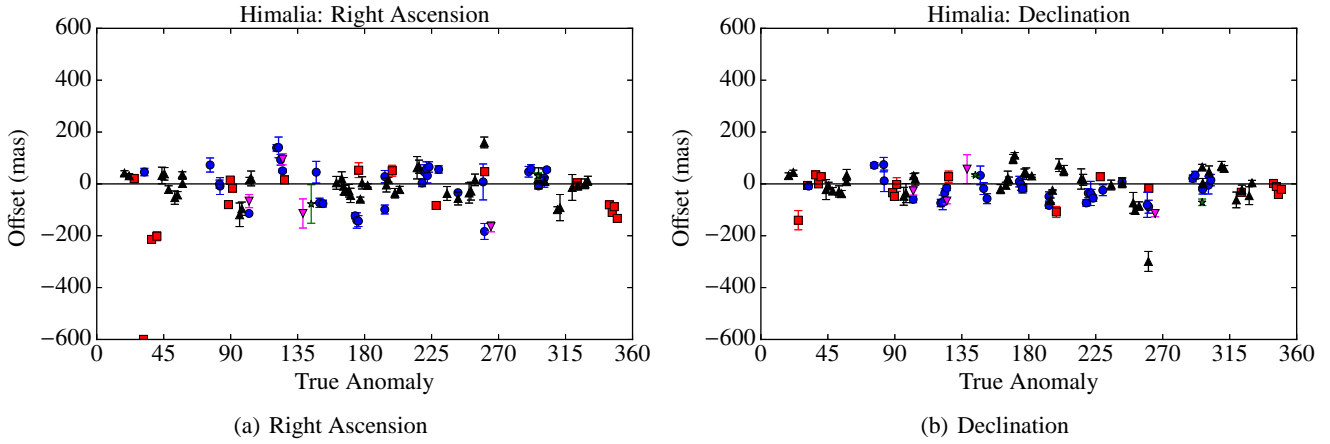 Himalia: Right Ascension
600
400
200
0
−200
−400
−600
Offset (mas)
0 45 90 135 180 225 270 315 360
True Anomaly
(a) Right Ascension
Himalia: Declination
600
400
200
0
−200
−400
−600
Offset (mas)
0 45 90 135 180 225 270 315 360
True Anomaly
(b) Declination